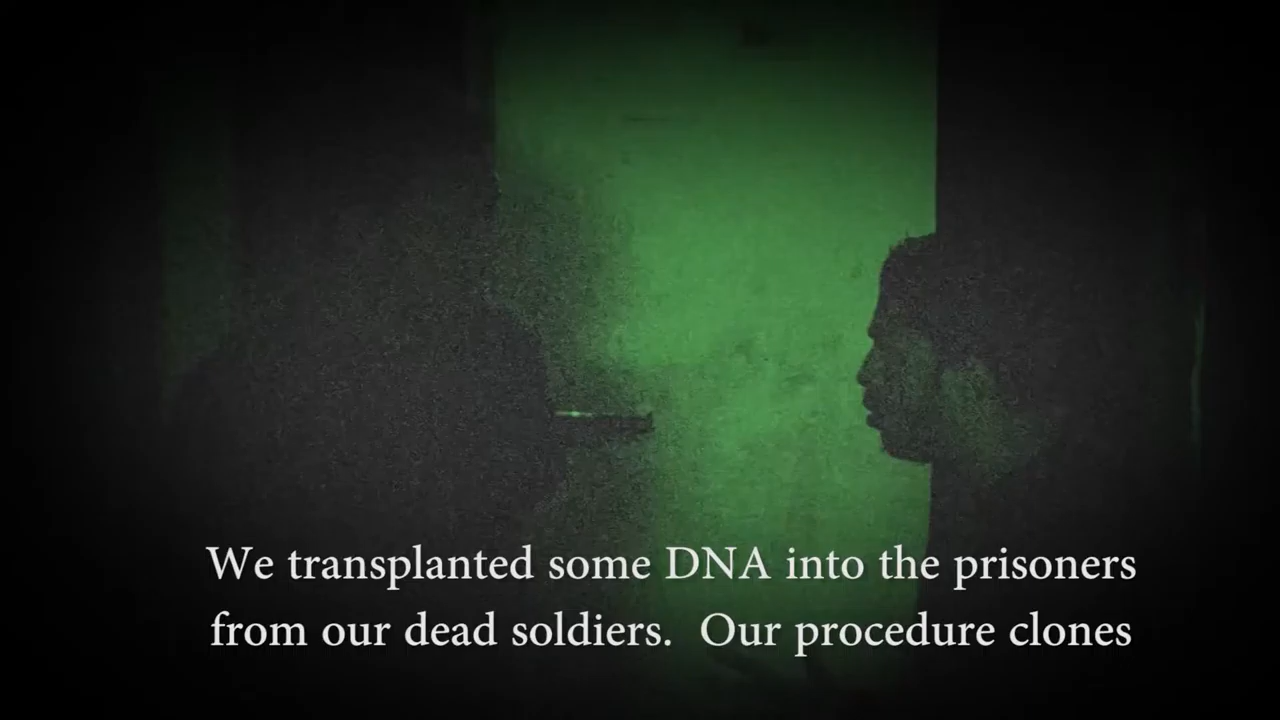 We transplanted some DNA into the prisoners
from our dead soldiers.  Our procedure clones